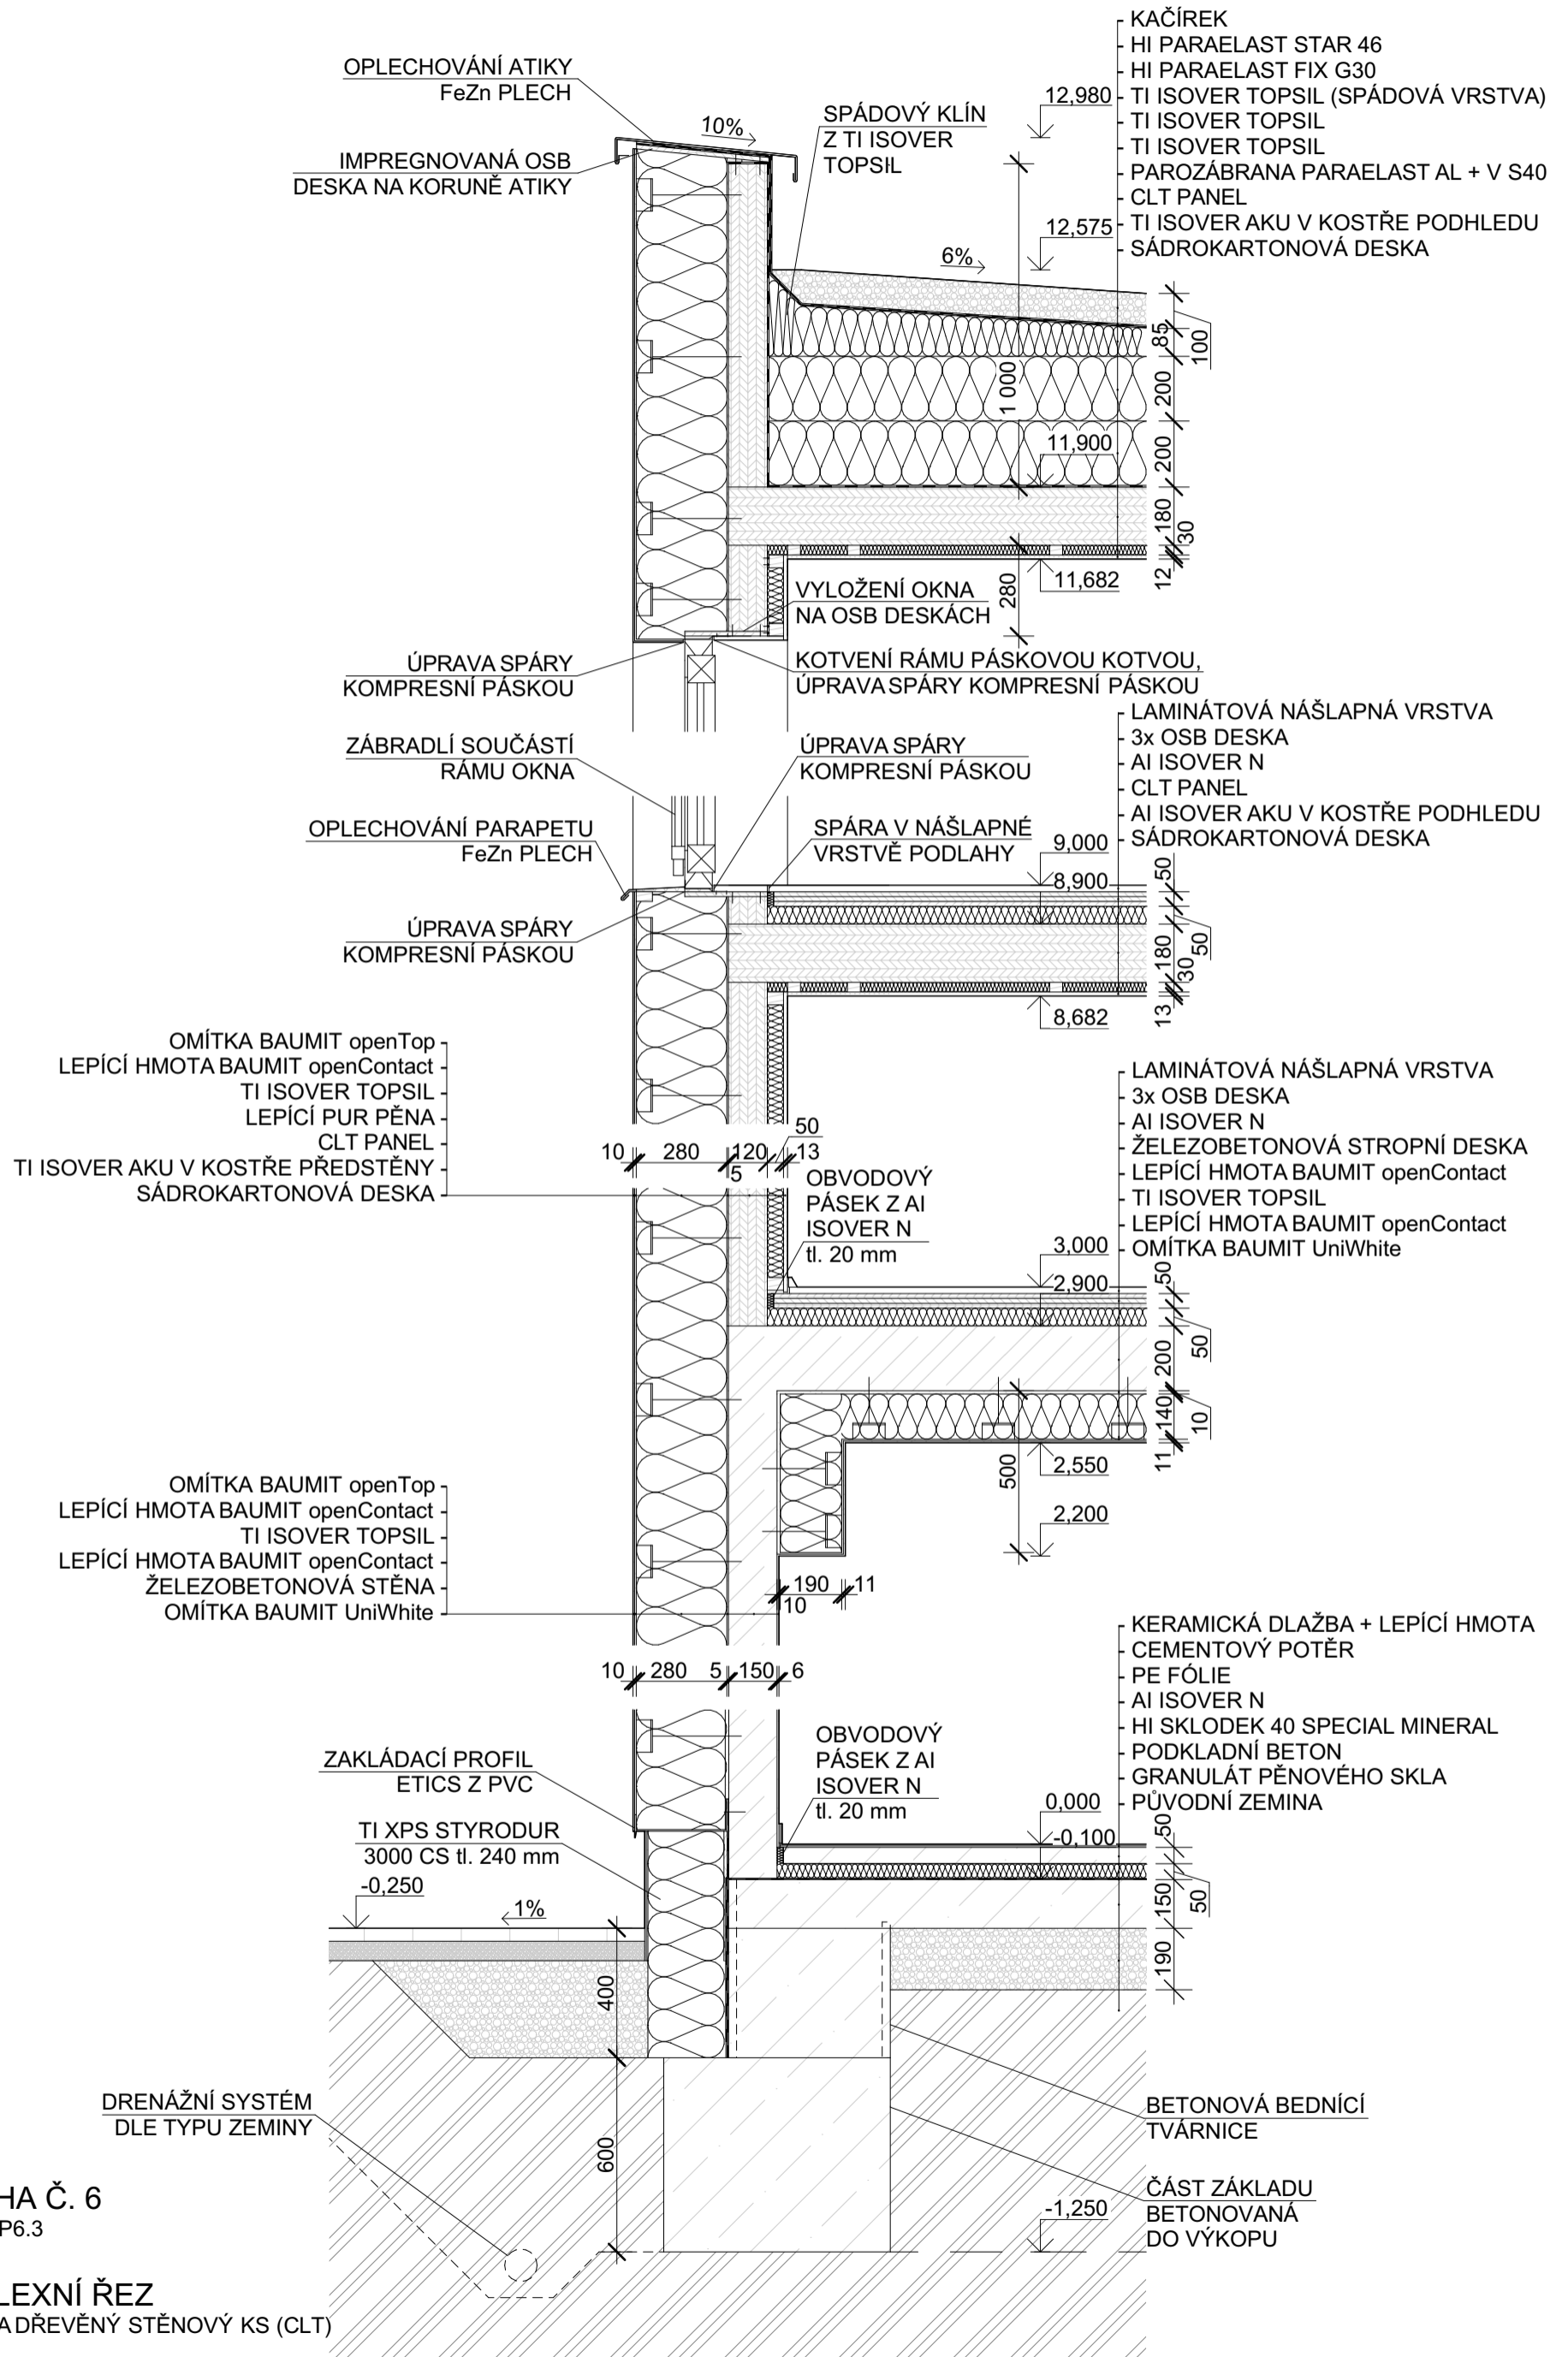 KAČÍREK
HI PARAELAST STAR 46
HI PARAELAST FIX G30
TI ISOVER TOPSIL (SPÁDOVÁ VRSTVA)
TI ISOVER TOPSIL
TI ISOVER TOPSIL
PAROZÁBRANA PARAELAST AL + V S40
CLT PANEL
TI ISOVER AKU V KOSTŘE PODHLEDU
SÁDROKARTONOVÁ DESKA
OPLECHOVÁNÍ ATIKY
FeZn PLECH
IMPREGNOVANÁ OSB
DESKA NA KORUNĚ ATIKY
10%
SPÁDOVÝ KLÍN
Z TI ISOVER
TOPSIL
12,980
12,575
6%
85
100
200
1 000
11,900
200
180
30
12
11,682
280
VYLOŽENÍ OKNA
NA OSB DESKÁCH
ÚPRAVA SPÁRY
KOMPRESNÍ PÁSKOU
KOTVENÍ RÁMU PÁSKOVOU KOTVOU,
ÚPRAVA SPÁRY KOMPRESNÍ PÁSKOU
ZÁBRADLÍ SOUČÁSTÍ
RÁMU OKNA
ÚPRAVA SPÁRY
KOMPRESNÍ PÁSKOU
OPLECHOVÁNÍ PARAPETU
FeZn PLECH
SPÁRA V NÁŠLAPNÉ
VRSTVĚ PODLAHY
LAMINÁTOVÁ NÁŠLAPNÁ VRSTVA
3x OSB DESKA
AI ISOVER N
CLT PANEL
AI ISOVER AKU V KOSTŘE PODHLEDU
SÁDROKARTONOVÁ DESKA
9,000
8,900
50
50
180
30
13
8,682
ÚPRAVA SPÁRY
KOMPRESNÍ PÁSKOU
OMÍTKA BAUMIT openTop
LEPÍCÍ HMOTA BAUMIT openContact
TI ISOVER TOPSIL
LEPÍCÍ PUR PĚNA
CLT PANEL
TI ISOVER AKU V KOSTŘE PŘEDSTĚNY
SÁDROKARTONOVÁ DESKA
10 280 120 50 13
5
OBVODOVÝ
PÁSEK Z AI
ISOVER N
tl. 20 mm
LAMINÁTOVÁ NÁŠLAPNÁ VRSTVA
3x OSB DESKA
AI ISOVER N
ŽELEZOBETONOVÁ STROPNÍ DESKA
LEPÍCÍ HMOTA BAUMIT openContact
TI ISOVER TOPSIL
LEPÍCÍ HMOTA BAUMIT openContact
OMÍTKA BAUMIT UniWhite
3,000
2,900
50
50
200
140
10
11
500
2,550
2,200
190 11
10
OMÍTKA BAUMIT openTop
LEPÍCÍ HMOTA BAUMIT openContact
TI ISOVER TOPSIL
LEPÍCÍ HMOTA BAUMIT openContact
ŽELEZOBETONOVÁ STĚNA
OMÍTKA BAUMIT UniWhite
10 280 5 150 6
KERAMICKÁ DLAŽBA + LEPÍCÍ HMOTA
CEMENTOVÝ POTĚR
PE FÓLIE
AI ISOVER N
HI SKLODEK 40 SPECIAL MINERAL
PODKLADNÍ BETON
GRANULÁT PĚNOVÉHO SKLA
PŮVODNÍ ZEMINA
ZAKLÁDACÍ PROFIL
ETICS Z PVC
OBVODOVÝ
PÁSEK Z AI
ISOVER N
tl. 20 mm
TI XPS STYRODUR
3000 CS tl. 240 mm
0,000
-0,100
50
50
150
190
-0,250
1%
400
600
DRENÁŽNÍ SYSTÉM
DLE TYPU ZEMINY
BETONOVÁ BEDNÍCÍ
TVÁRNICE
ČÁST ZÁKLADU
BETONOVANÁ
DO VÝKOPU
-1,250
HA Č. 6
P6.3
LEXNÍ ŘEZ
A DŘEVĚNÝ STĚNOVÝ KS (CLT)